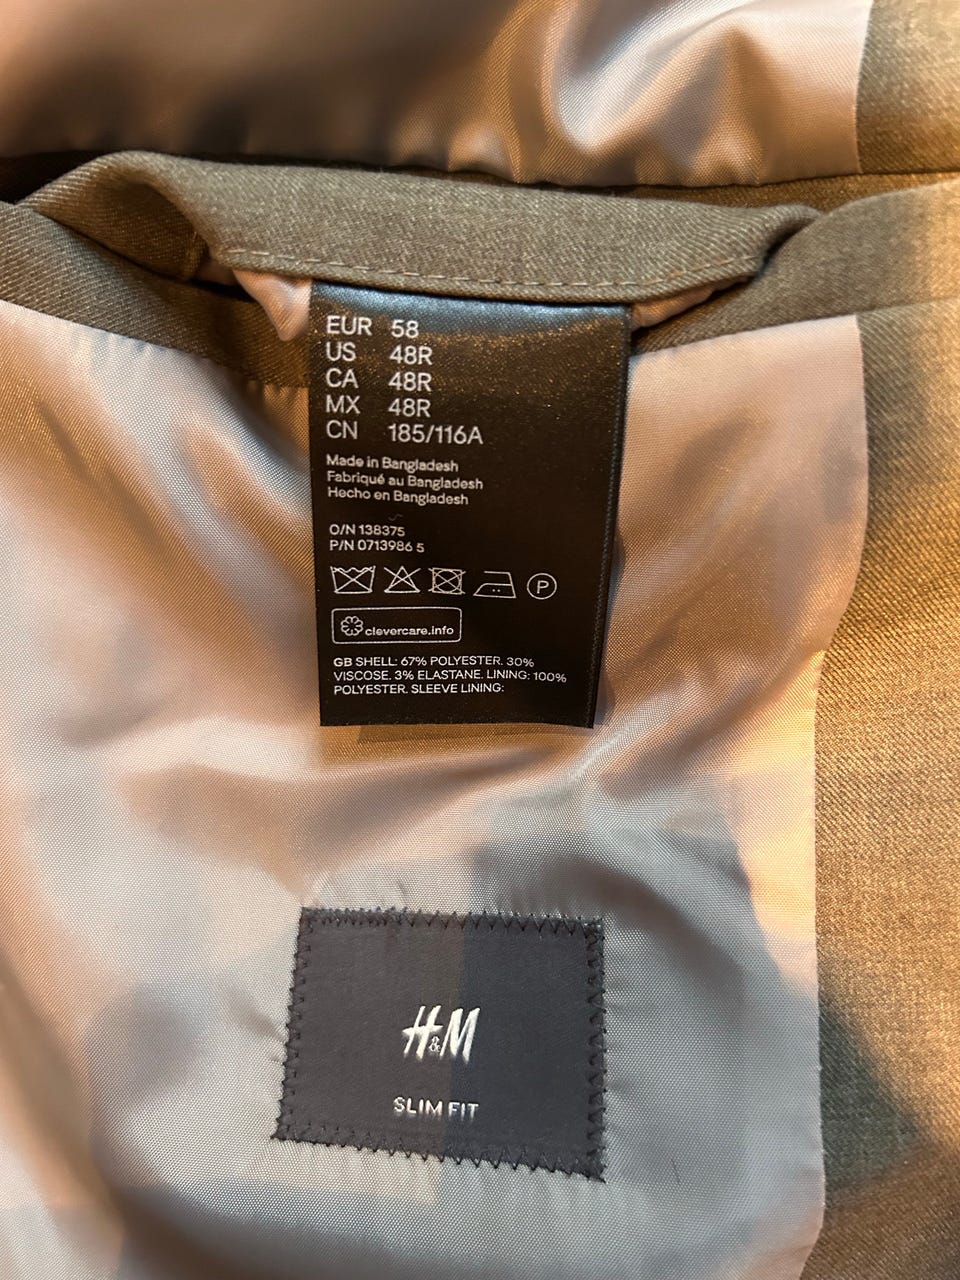 EUR 58
US 48R
CA 48R
MX 48R
CN 185/116A
Made in Bangladesh
Fabriqué au Bangladesh
Hecho en Bangladesh
O/N 138375
P/N 0713986 5
P
clevercare.info
GB SHELL: 67% POLYESTER. 30%
VISCOSE. 3% ELASTANE. LINING: 100%
POLYESTER. SLEEVE LINING:
H&M
SLIM FIT